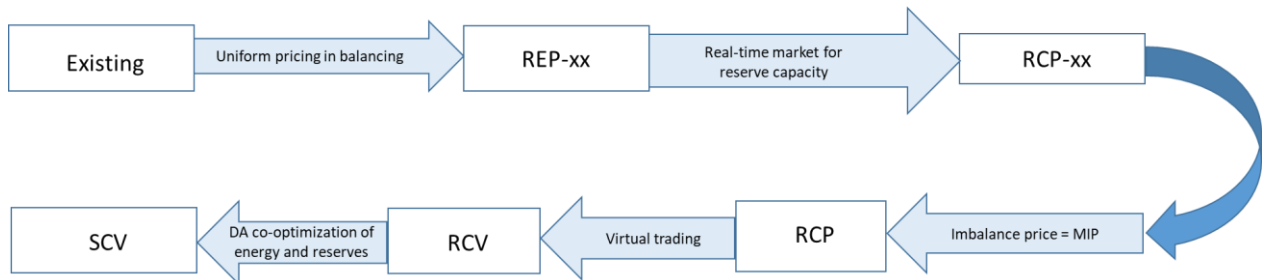 Existing
Uniform pricing in balancing
REP-xx
Real-time market for
reserve capacity
RCP-xx
Imbalance price = MIP
RCP
Virtual trading
RCV
DA co-optimization of
energy and reserves
SCV